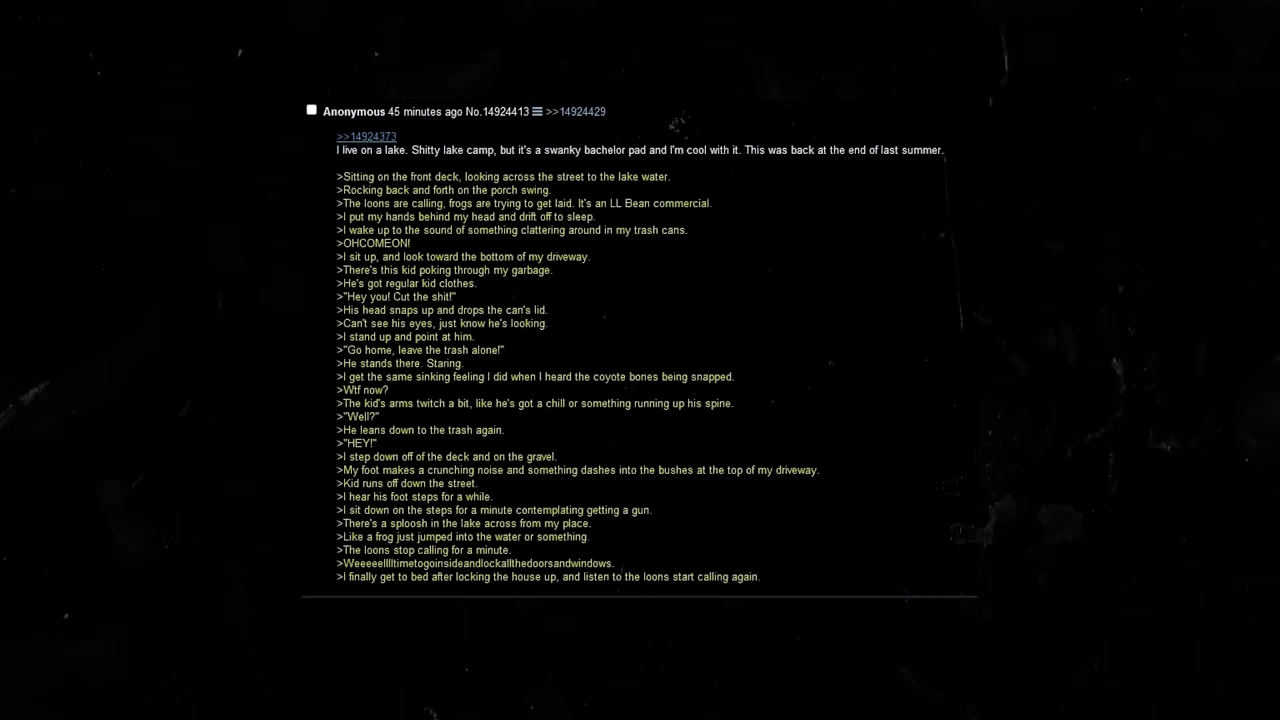 Anonymous 45 minutes ago No.14924413 >>14924429
>>14924373
I live on a lake. Shitty lake camp, but it's a swanky bachelor pad and I'm cool with it. This was back at the end of last summer.
>Sitting on the front deck, looking across the street to the lake water.
>Rocking back and forth on the porch swing.
>The loons are calling, frogs are trying to get laid. It's an LL Bean commercial.
>I put my hands behind my head and drift off to sleep.
>I wake up to the sound of something clattering around in my trash cans.
>OHCOMEON!
>I sit up, and look toward the bottom of my driveway.
>There's this kid poking through my garbage.
>He's got regular kid clothes.
>"Hey you! Cut the shit!"
>His head snaps up and drops the can's lid.
>Can't see his eyes, just know he's looking.
>I stand up and point at him.
>"Go home, leave the trash alone!"
>He stands there. Staring.
>I get the same sinking feeling I did when I heard the coyote bones being snapped.
>Wtf now?
>The kid's arms twitch a bit, like he's got a chill or something running up his spine.
>"Well?"
>He leans down to the trash again.
>"HEY!"
>I step down off of the deck and on the gravel.
>My foot makes a crunching noise and something dashes into the bushes at the top of my driveway.
>Kid runs off down the street.
>I hear his foot steps for a while.
>I sit down on the steps for a minute contemplating getting a gun.
>There's a sploosh in the lake across from my place.
>Like a frog just jumped into the water or something.
>The loons stop calling for a minute.
>Weeeeelllltimetogoinsideandlockallthedoorsandwindows.
>I finally get to bed after locking the house up, and listen to the loons start calling again.